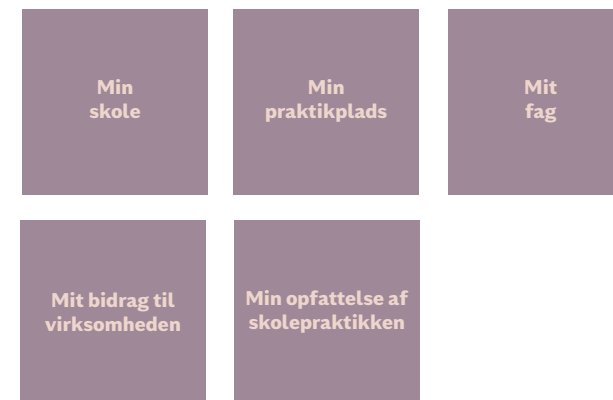 Min
skole
Min
praktikplads
Mit
fag
Mit bidrag til
virksomheden
Min opfattelse af
skolepraktikken